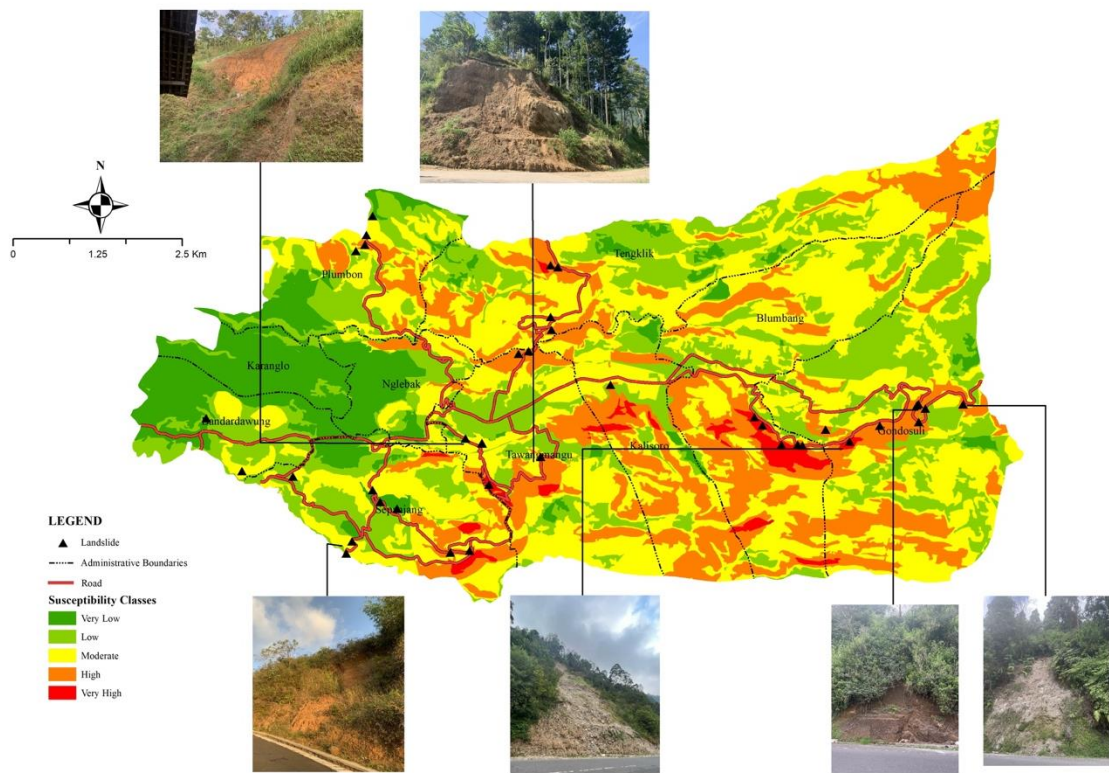 N
0 1.25 2.5 Km
Tengklik
Plumbon
Blumbang
Karanglo
Nglebak
Bandardawung
Gondosuli
Kalisoro
Tawangmangu
Sepanjang
LEGEND
Landslide
Administrative Boundaries
Road
Susceptibility Classes
Very Low
Low
Moderate
High
Very High